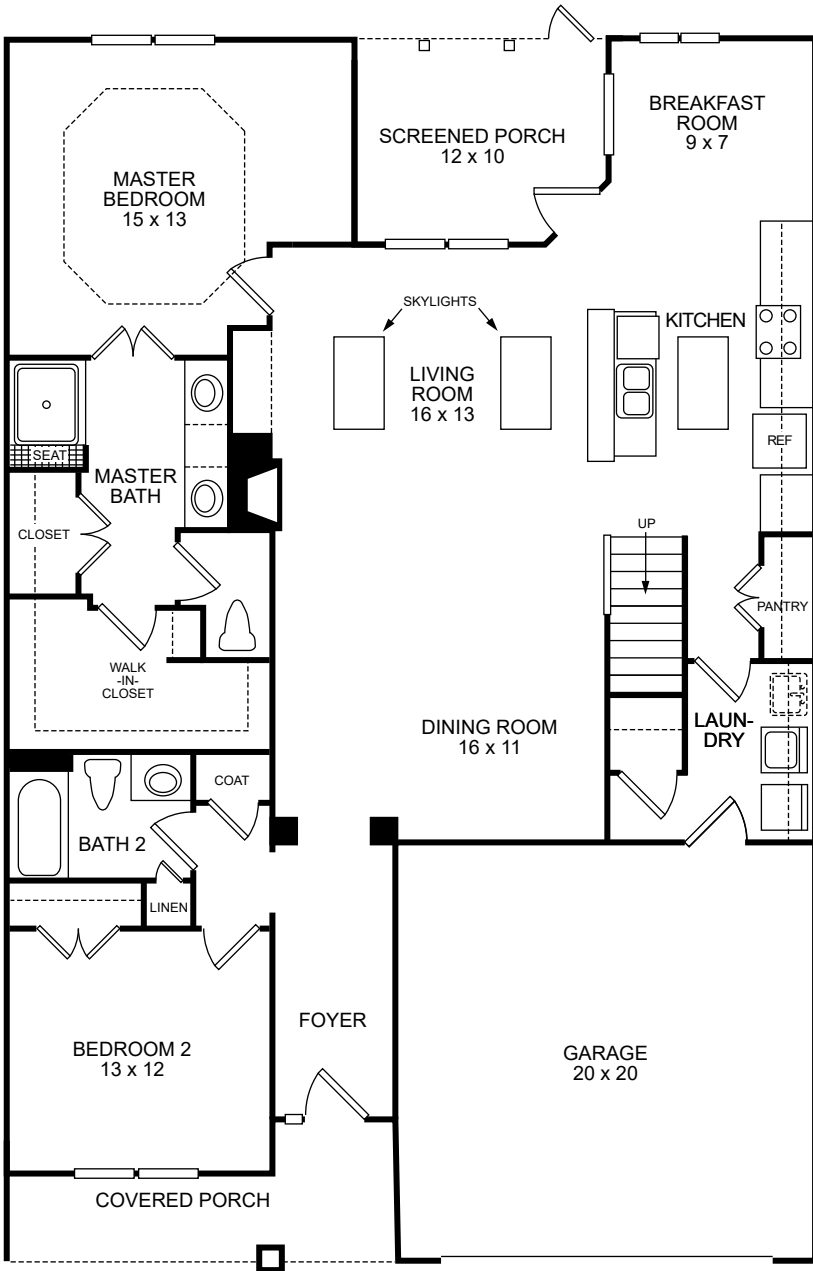 BREAKFAST
ROOM
9 x 7
SCREENED PORCH
12 x 10
MASTER
BEDROOM
15 x 13
SKYLIGHTS
KITCHEN
LIVING
ROOM
16 x 13
REF
SEAT
MASTER
BATH
CLOSET
UP
PANTRY
WALK
-IN-
CLOSET
LAUN-
DRY
DINING ROOM
16 x 11
COAT
BATH 2
LINEN
FOYER
BEDROOM 2
13 x 12
GARAGE
20 x 20
COVERED PORCH